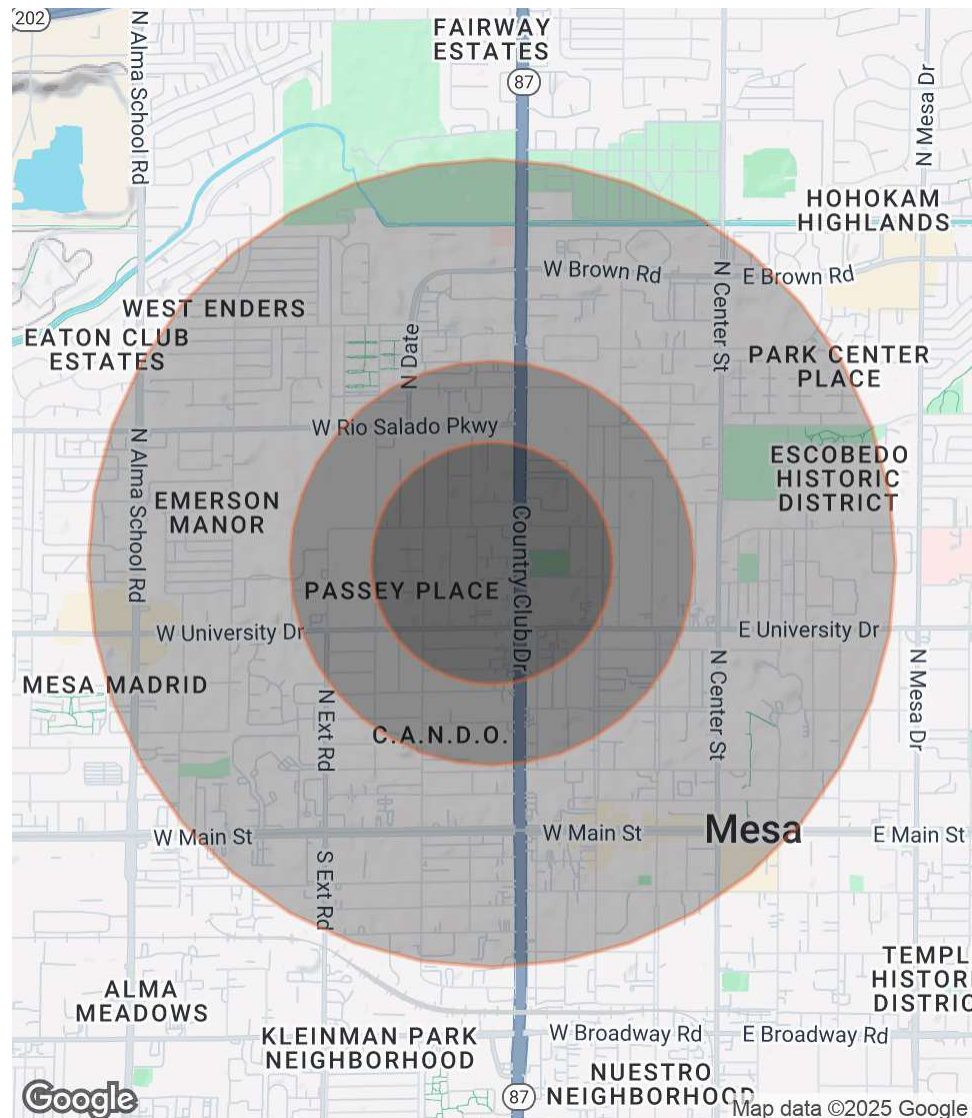 202
N Alma School Rd
FAIRWAY
ESTATES
87
N Mesa Dr
HOHOKAM
HIGHLANDS
W Brown Rd
E Brown Rd
N Center St
WEST ENDERS
EATON CLUB
ESTATES
N Date
PARK CENTER
PLACE
W Rio Salado Pkwy
N Alma School Rd
ESCOBEDO
HISTORIC
DISTRICT
EMERSON
MANOR
Country Club Dr
PASSEY PLACE
W University Dr
E University Dr
MESA MADRID
N Ext Rd
N Center St
N Mesa Dr
C.A.N.D.O.
W Main St
W Main St
Mesa
E Main St
S Ext Rd
TEMPL
HISTORI
DISTRIC
ALMA
MEADOWS
KLEINMAN PARK
NEIGHBORHOOD
W Broadway Rd
E Broadway Rd
NUESTRO
NEIGHBORHOOD
87
Google
Map data ©2025 Google